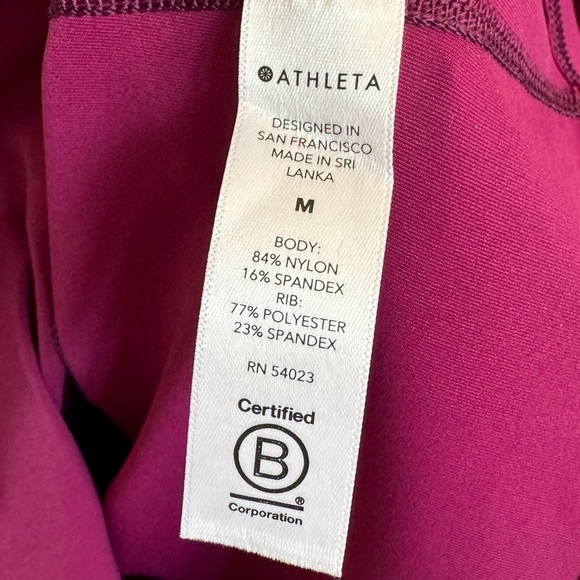 ATHLETA
DESIGNED IN
SAN FRANCISCO
MADE IN SRI
LANKA
M
BODY:
84% NYLON
16% SPANDEX
RIB:
77% POLYESTER
23% SPANDEX
RN 54023
Certified
B
®
Corporation